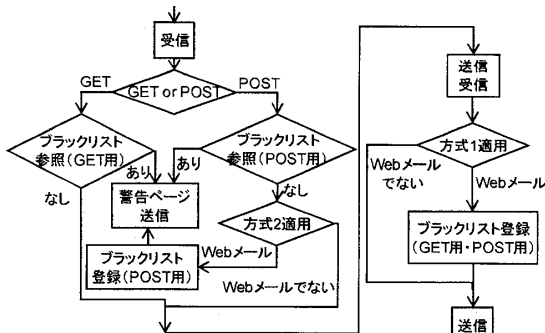 受信
GET
GET or POST
POST
ブラックリスト
参照(GET用)
ブラックリスト
参照(POST用)
あり
あり
なし
なし
警告ページ
送信
方式2適用
ブラックリスト
登録(POST用)
Webメール
Webメールでない
送信
受信
方式1適用
Webメール
でない
Webメール
ブラックリスト登録
(GET用・POST用)
送信